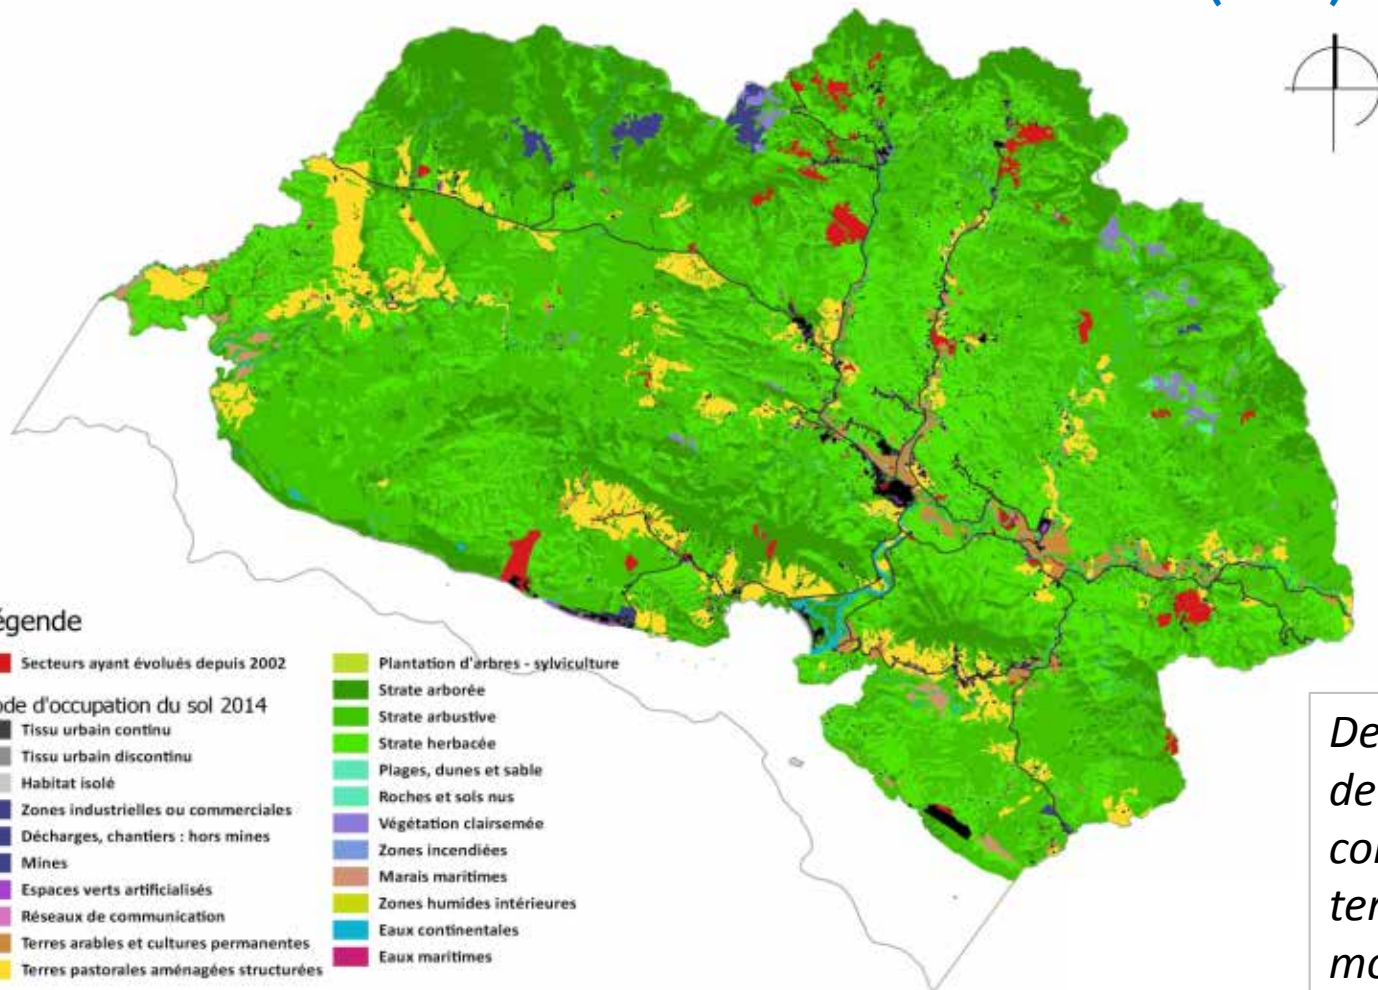 égende
Secteurs ayant évolués depuis 2002
ode d'occupation du sol 2014
Tissu urbain continu
Tissu urbain discontinu
Habitat isolé
Zones industrielles ou commerciales
Décharges, chantiers : hors mines
Mines
Espaces verts artificialisés
Réseaux de communication
Terres arables et cultures permanentes
Terres pastorales aménagées structurées
Plantation d'arbres - sylviculture
Strate arborée
Strate arbustive
Strate herbacée
Plages, dunes et sable
Roches et sols nus
Végétation clairsemée
Zones incendiées
Marais maritimes
Zones humides intérieures
Eaux continentales
Eaux maritimes
De
de